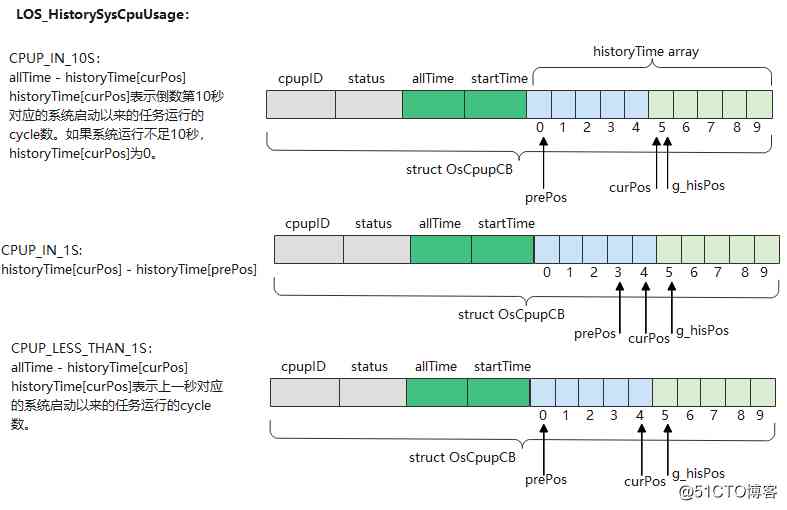 LOS_HistorySysCpuUsage:
CPUP_IN_10S:
allTime - historyTime[curPos]
historyTime[curPos]表示倒数第10秒
对应的系统启动以来的任务运行的
cycle数。如果系统运行不足10秒，
historyTime[curPos]为0。
historyTime array
cpupID status allTime startTime
0 1 2 3 4 5 6 7 8 9
struct OsCpupCB
prePos curPos g_hisPos
CPUP_IN_1S:
historyTime[curPos] - historyTime[prePos]
cpupID status allTime startTime
0 1 2 3 4 5 6 7 8 9
struct OsCpupCB
prePos curPos g_hisPos
CPUP_LESS_THAN_1S:
allTime - historyTime[curPos]
historyTime[curPos]表示上一秒对应
的系统启动以来的任务运行的cycle
数。
cpupID status allTime startTime
0 1 2 3 4 5 6 7 8 9
struct OsCpupCB
prePos curPos g_hisPos
@51CTO博客